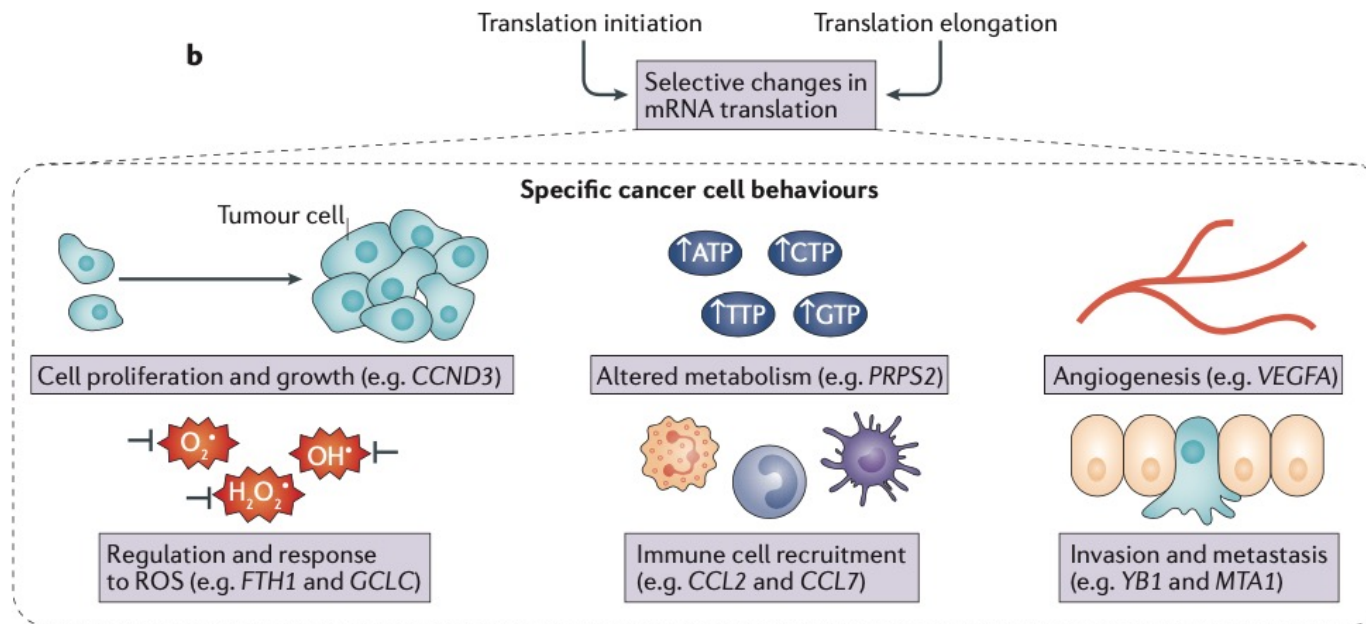 b
Translation initiation
Translation elongation
Selective changes in
mRNA translation
Specific cancer cell behaviours
Tumour cell
↑ATP
↑CTP
↑TTP
↑GTP
Cell proliferation and growth (e.g. CCND3)
Altered metabolism (e.g. PRPS2)
Angiogenesis (e.g. VEGFA)
O₂•
OH•
H₂O₂•
Regulation and response
to ROS (e.g. FTH1 and GCLC)
Immune cell recruitment
(e.g. CCL2 and CCL7)
Invasion and metastasis
(e.g. YB1 and MTA1)